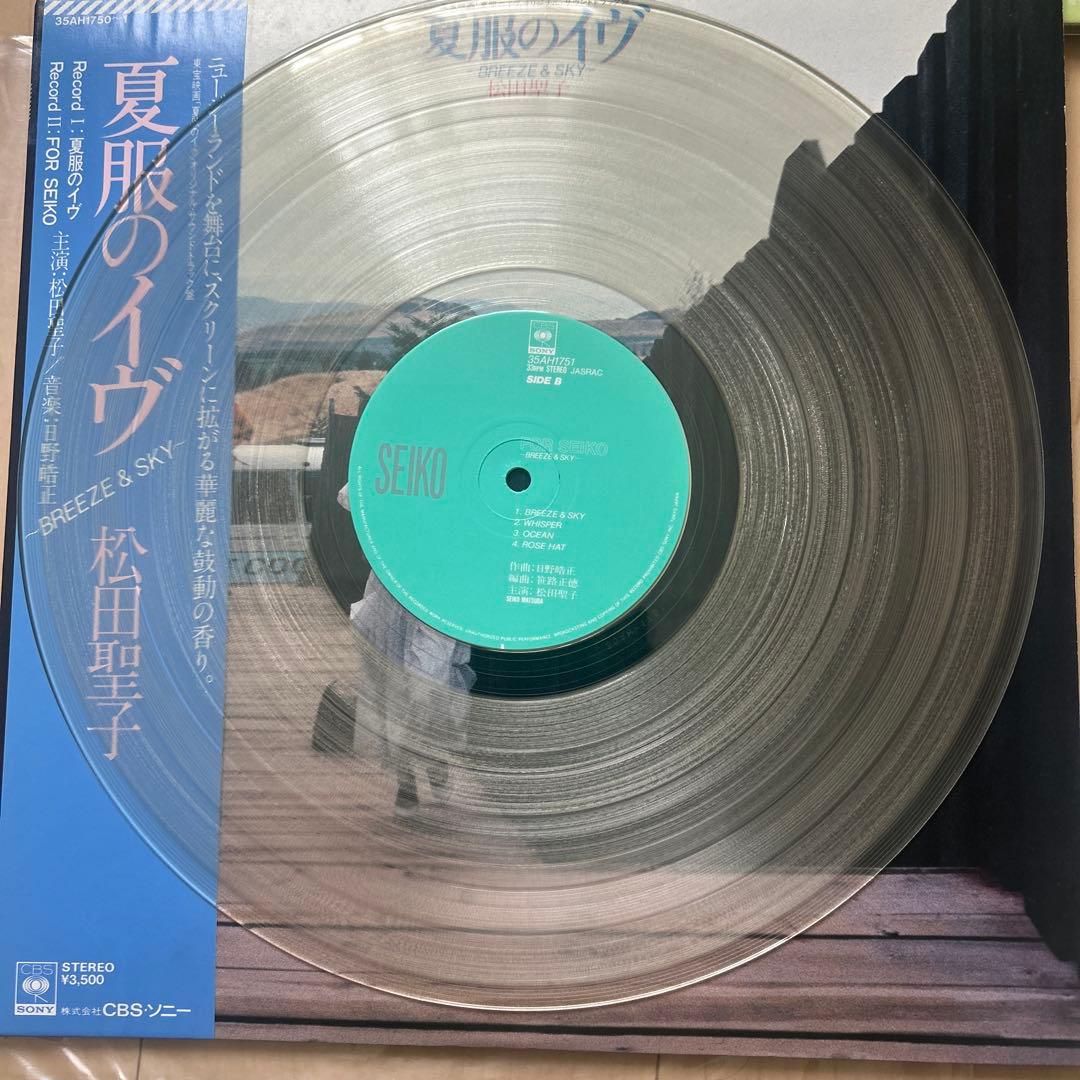 35AH1750~1
夏服のイヴ
~BREEZE & SKY~
松田聖子
ニュージーランドを舞台に、スクリーンに拡がる華麗な鼓動の香り。
東宝映画「夏服のイヴ」オリジナル・サウンド・トラック盤
夏服のイヴ
~BREEZE & SKY~
松田聖子
Record I:夏服のイヴ
Record II:FOR SEIKO
主演:松田聖子/音楽:日野皓正
CBS
SONY
STEREO
¥3,500
株式会社CBS・ソニー
CBS
SONY
35AH1751
33RPM STEREO JASRAC
SIDE B
SEIKO
FOR SEIKO
~BREEZE & SKY~
1. BREEZE & SKY
2. WHISPER
3. OCEAN
4. ROSE HAT
作曲:日野皓正
編曲:笹路正徳
主演:松田聖子
SEIKO MATSUDA